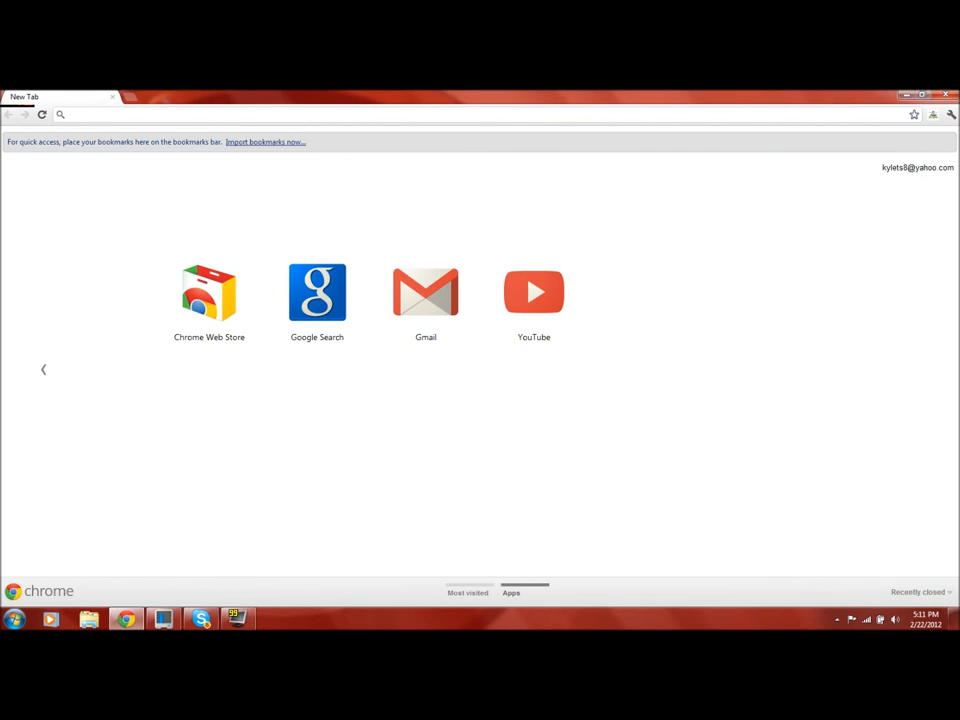 New Tab
For quick access, place your bookmarks here on the bookmarks bar. Import bookmarks now...
kylets8@yahoo.com
g
Chrome Web Store
Google Search
Gmail
YouTube
chrome
Most visited
Apps
Recently closed
99
5:11 PM
2/22/2012